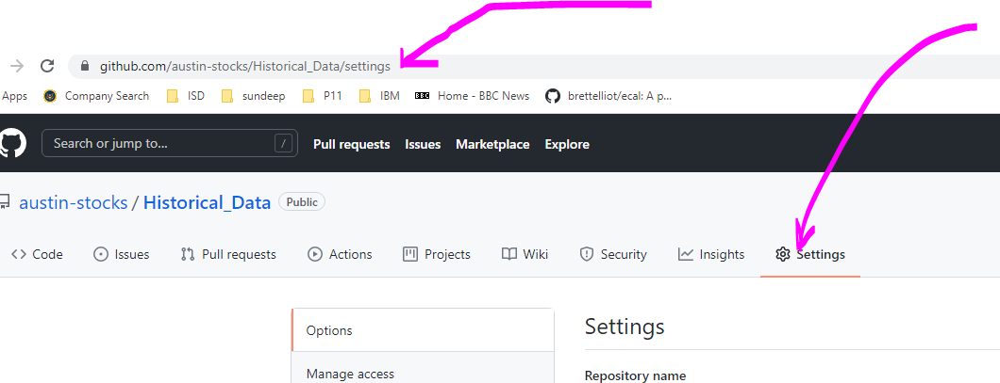 github.com/austin-stocks/Historical_Data/settings
Apps Company Search ISD sundeep P11 IBM BBC Home - BBC News brettelliot/ecal: A p...
Search or jump to... / Pull requests Issues Marketplace Explore
austin-stocks / Historical_Data Public
Code Issues Pull requests Actions Projects Wiki Security Insights Settings
Options
Settings
Manage access
Repository name